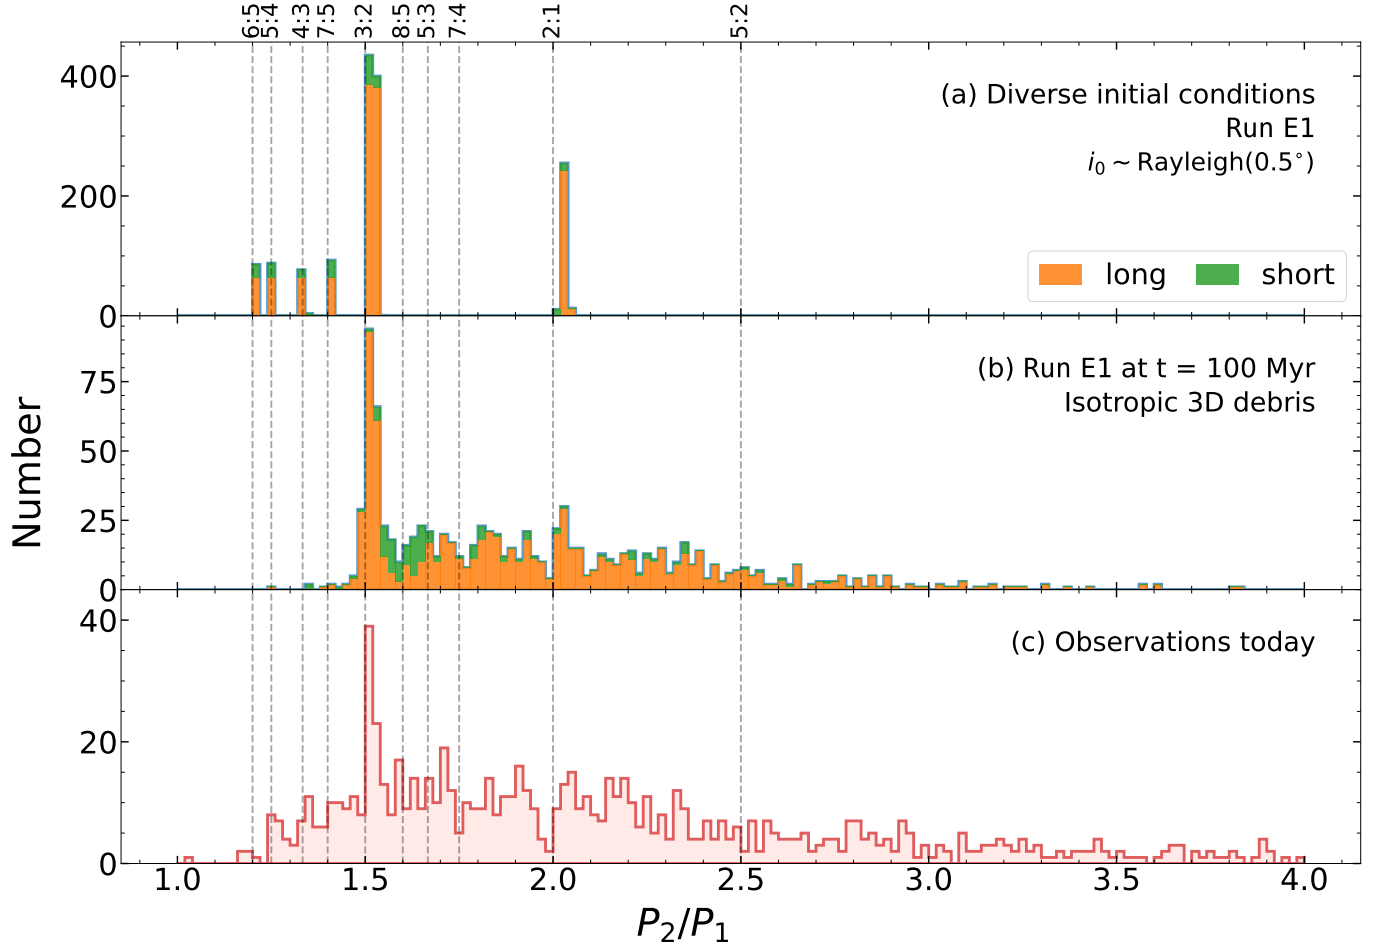 6:5 5:4 4:3 7:5 3:2 8:5 5:3 7:4 2:1 5:2
400
200
0
(a) Diverse initial conditions
Run E1
i₀ ~ Rayleigh(0.5°)
long short
75
50
25
0
(b) Run E1 at t = 100 Myr
Isotropic 3D debris
Number
40
20
0
(c) Observations today
1.0 1.5 2.0 2.5 3.0 3.5 4.0
P₂/P₁